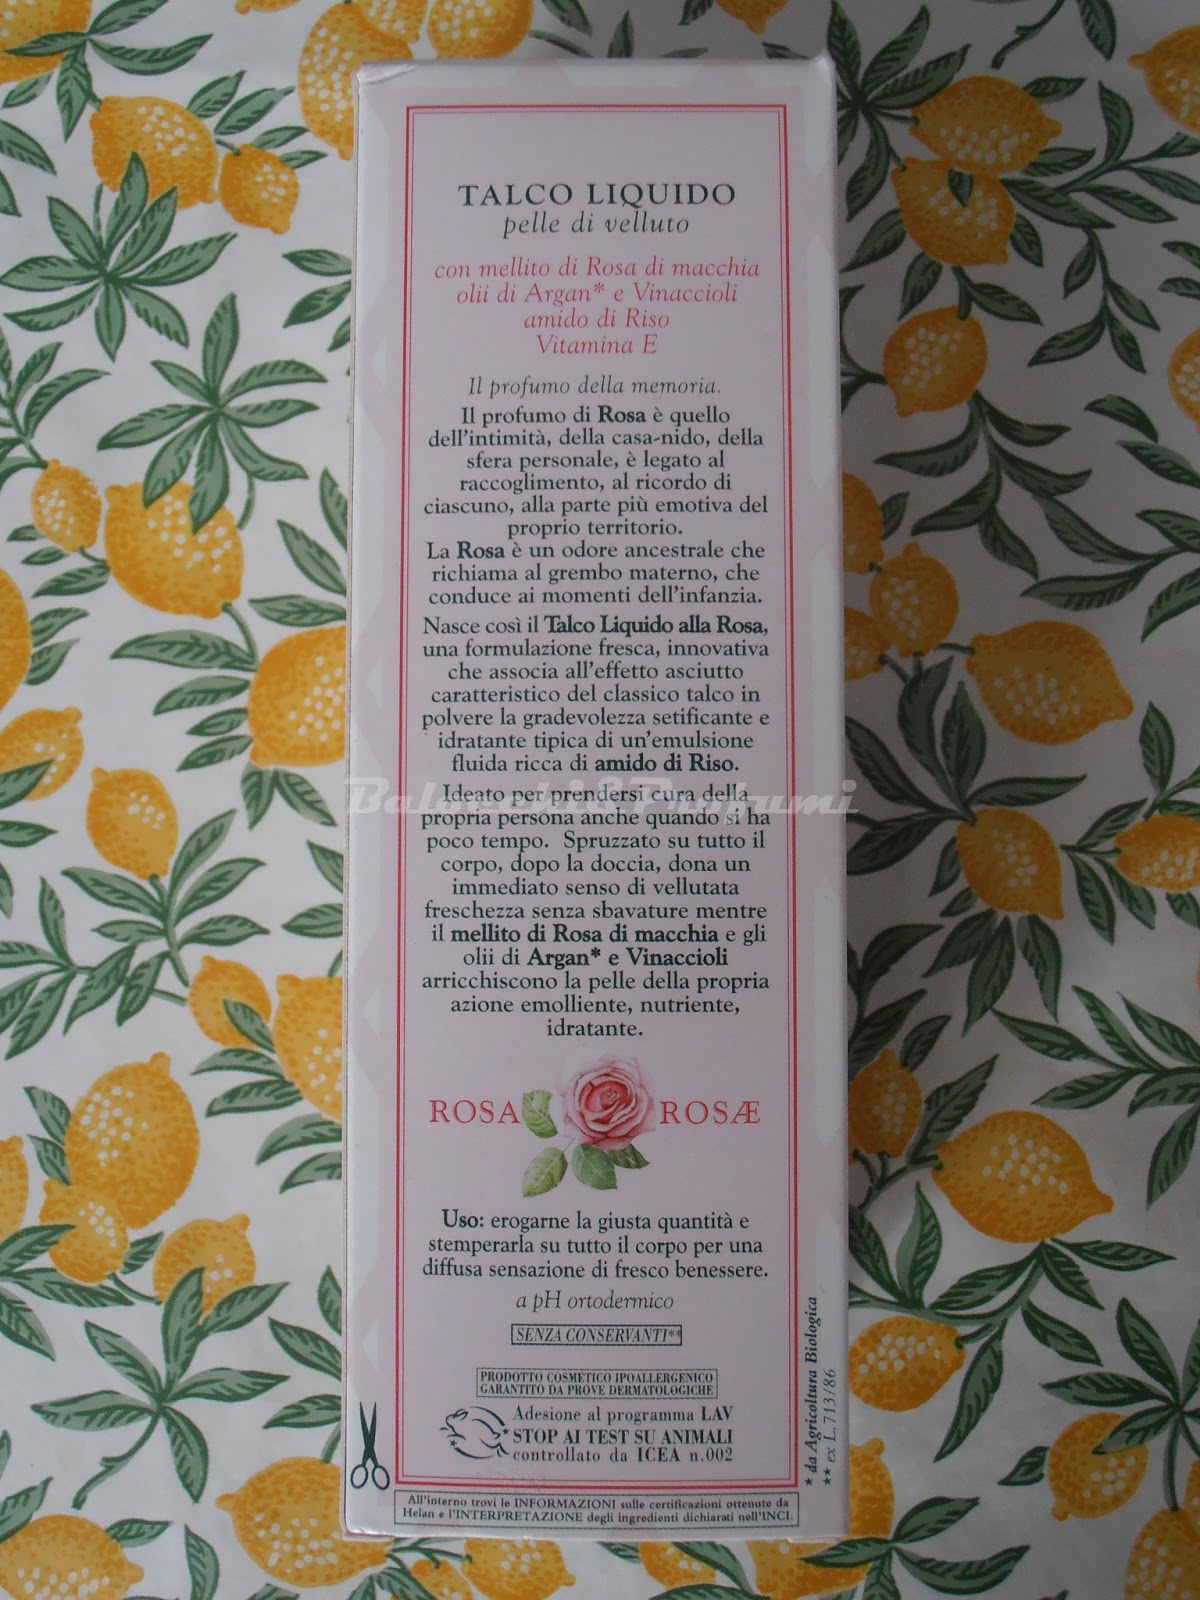 TALCO LIQUIDO
pelle di velluto
con mellito di Rosa di macchia
olii di Argan* e Vinaccioli
amido di Riso
Vitamina E
Il profumo della memoria.
Il profumo di Rosa è quello
dell'intimità, della casa-nido, della
sfera personale, è legato al
raccoglimento, al ricordo di
ciascuno, alla parte più emotiva del
proprio territorio.
La Rosa è un odore ancestrale che
richiama al grembo materno, che
conduce ai momenti dell'infanzia.
Nasce così il Talco Liquido alla Rosa,
una formulazione fresca, innovativa
che associa all'effetto asciutto
caratteristico del classico talco in
polvere la gradevolezza setificante e
idratante tipica di un'emulsione
fluida ricca di amido di Riso.
Ideato per prendersi cura della
propria persona anche quando si ha
poco tempo. Spruzzato su tutto il
corpo, dopo la doccia, dona un
immediato senso di vellutata
freschezza senza sbavature mentre
il mellito di Rosa di macchia e gli
olii di Argan* e Vinaccioli
arricchiscono la pelle della propria
azione emolliente, nutriente,
idratante.
ROSA ROSÆ
Uso: erogarne la giusta quantità e
stemperarla su tutto il corpo per una
diffusa sensazione di fresco benessere.
a pH ortodermico
SENZA CONSERVANTI**
PRODOTTO COSMETICO IPOALLERGENICO
GARANTITO DA PROVE DERMATOLOGICHE
Adesione al programma LAV
STOP AI TEST SU ANIMALI
controllato da ICEA n.002
All'interno trovi le INFORMAZIONI sulle certificazioni ottenute da
Helan e l'INTERPRETAZIONE degli ingredienti dichiarati nell'INCI.
* da Agricoltura Biologica
** ex L. 713/86